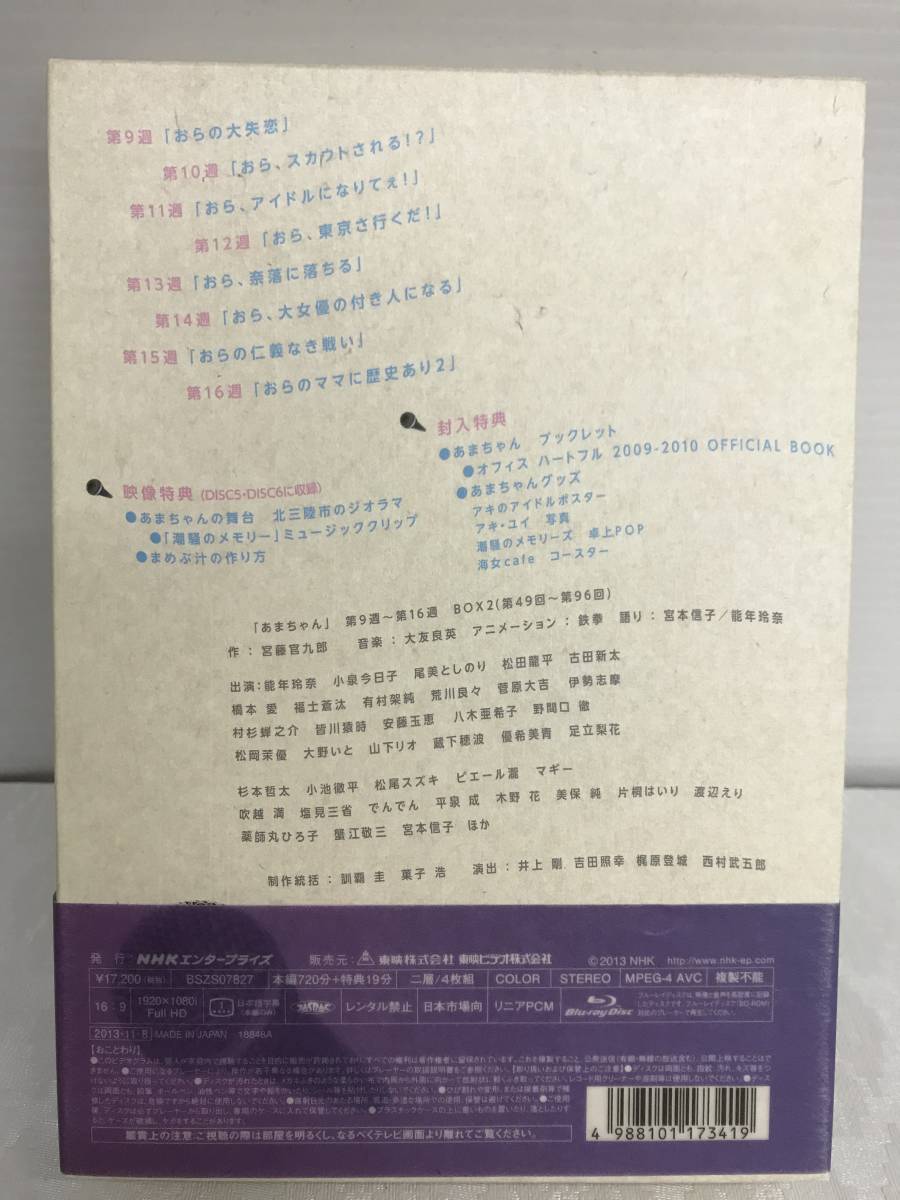 第9週「おらの大失恋」
第10週「おら、スカウトされる!?」
第11週「おら、アイドルになりてぇ!」
第12週「おら、東京さ行くだ!」
第13週「おら、奈落に落ちる」
第14週「おら、大女優の付き人になる」
第15週「おらの仁義なき戦い」
第16週「おらのママに歴史あり2」
封入特典
●あまちゃん ブックレット
●オフィス ハートフル 2009-2010 OFFICIAL BOOK
●あまちゃんグッズ
アキのアイドルポスター
アキ・ユイ 写真
潮騒のメモリーズ 卓上POP
海女cafe コースター
映像特典(DISC5・DISC6に収録)
●あまちゃんの舞台 北三陸市のジオラマ
●「潮騒のメモリー」ミュージッククリップ
●まめぶ汁の作り方
「あまちゃん」 第9週〜第16週 BOX2(第49回〜第96回)
作:宮藤官九郎 音楽:大友良英 アニメーション:鉄拳 語り:宮本信子/能年玲奈
出演:能年玲奈 小泉今日子 尾美としのり 松田龍平 古田新太
橋本 愛 福士蒼汰 有村架純 荒川良々 菅原大吉 伊勢志摩
村杉蝉之介 皆川猿時 安藤玉恵 八木亜希子 野間口 徹
松岡茉優 大野いと 山下リオ 蔵下穂波 優希美青 足立梨花
杉本哲太 小池徹平 松尾スズキ ピエール瀧 マギー
吹越 満 塩見三省 でんでん 平泉 成 木野 花 美保 純 片桐はいり 渡辺えり
薬師丸ひろ子 蟹江敬三 宮本信子 ほか
制作統括:訓覇 圭 菓子 浩 演出:井上 剛 吉田照幸 梶原登城 西村武五郎
発 行 NHKエンタープライズ 販売元: 東映株式会社 東映ビデオ株式会社 ©2013 NHK http://www.nhk-ep.com
¥17,200(税抜) BSZS07827 本編720分+特典19分 二層/4枚組 COLOR STEREO MPEG-4 AVC 複製不能
16:9 1920×1080i Full HD 1 日本語字幕(本編のみ) JASRAC レンタル禁止 日本市場向 リニアPCM Blu-ray Disc
2013・11・R MADE IN JAPAN 18848A
【おことわり】
鑑賞上の注意:ご視聴の際は部屋を明るくし、なるべくテレビ画面より離れてご覧ください。
4 988101 173419